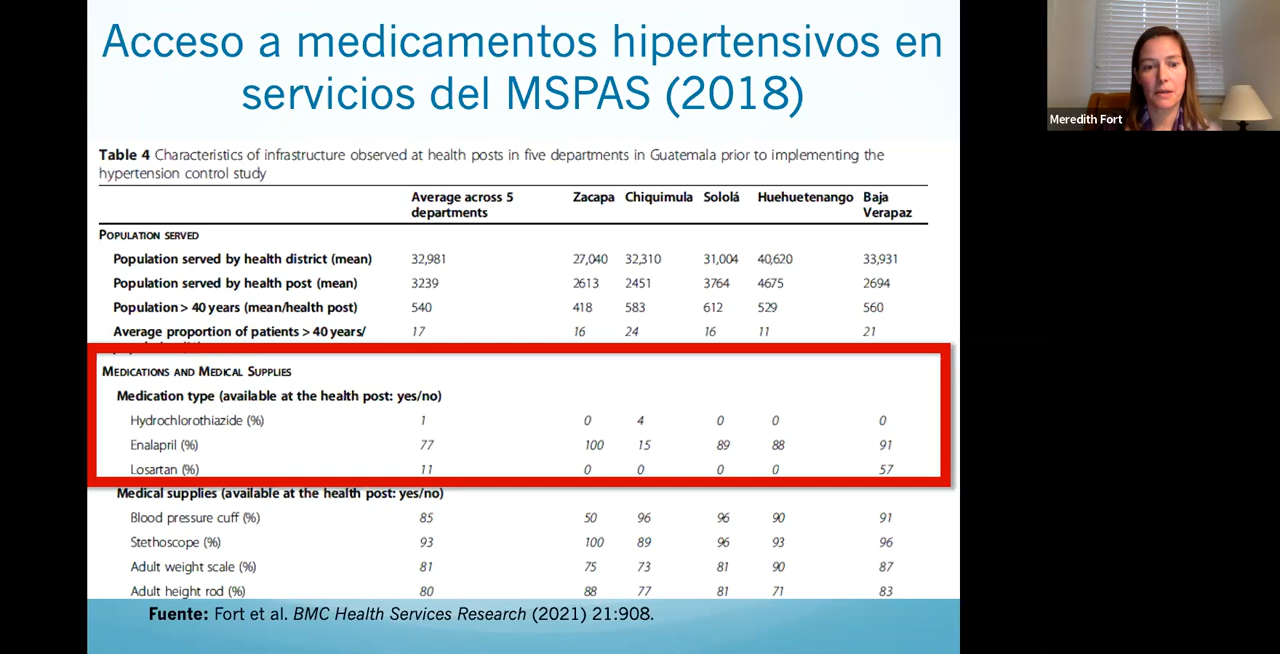 Acceso a medicamentos hipertensivos en
servicios del MSPAS (2018)
Meredith Fort
Table 4 Characteristics of infrastructure observed at health posts in five departments in Guatemala prior to implementing the
hypertension control study
Average across 5 departments Zacapa Chiquimula Sololá Huehuetenango Baja Verapaz
POPULATION SERVED
Population served by health district (mean) 32,981 27,040 32,310 31,004 40,620 33,931
Population served by health post (mean) 3239 2613 2451 3764 4675 2694
Population > 40 years (mean/health post) 540 418 583 612 529 560
Average proportion of patients > 40 years/ 17 16 24 16 11 21
MEDICATIONS AND MEDICAL SUPPLIES
Medication type (available at the health post: yes/no)
Hydrochlorothiazide (%) 1 0 4 0 0 0
Enalapril (%) 77 100 15 89 88 91
Losartan (%) 11 0 0 0 0 57
Medical supplies (available at the health post: yes/no)
Blood pressure cuff (%) 85 50 96 96 90 91
Stethoscope (%) 93 100 89 96 93 96
Adult weight scale (%) 81 75 73 81 90 87
Adult height rod (%) 80 88 77 81 71 83
Fuente: Fort et al. BMC Health Services Research (2021) 21:908.